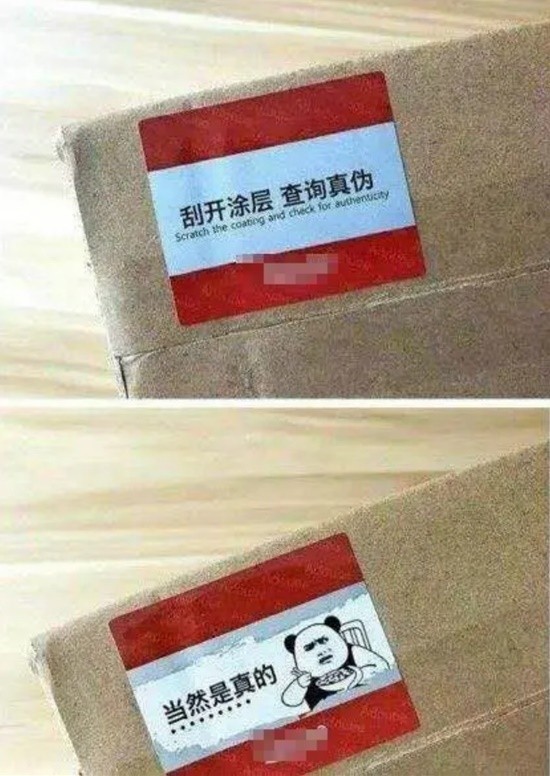 刮开涂层 查询真伪
Scratch the coating and check for authenticity
当然是真的